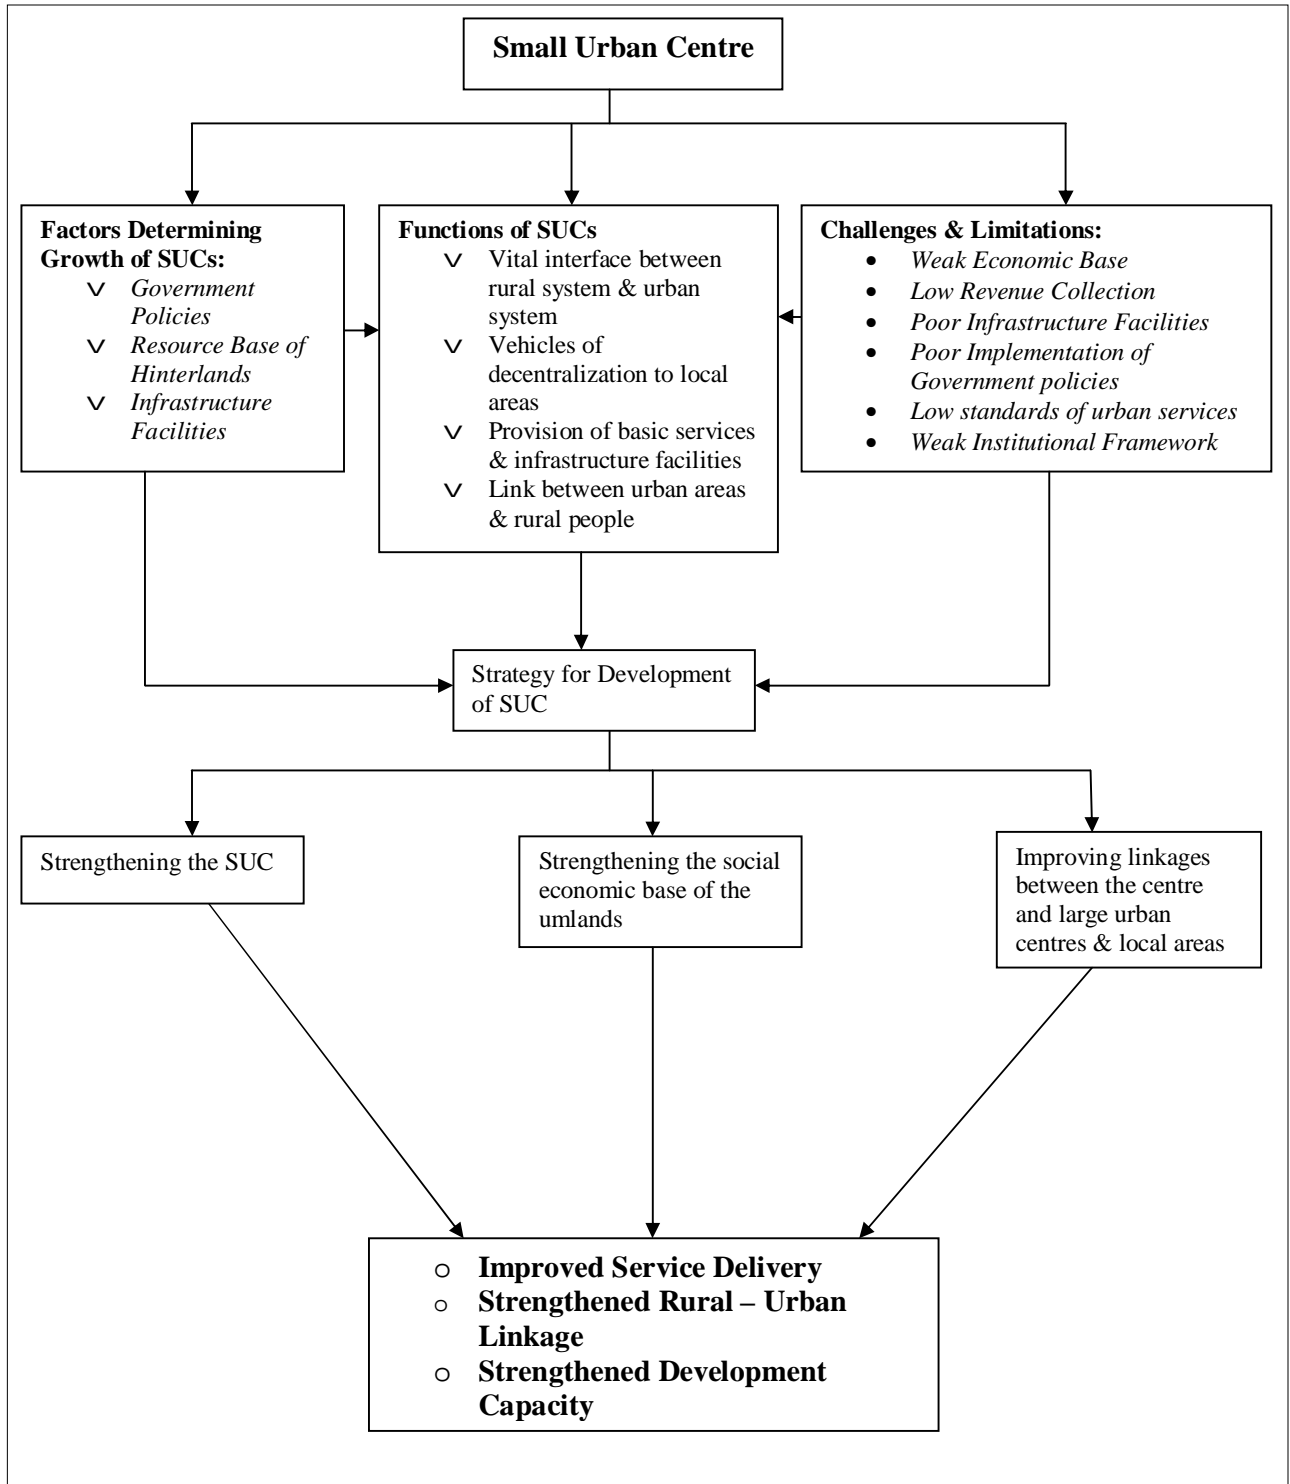 Small Urban Centre
Factors Determining
Growth of SUCs:
v Government
Policies
v Resource Base of
Hinterlands
v Infrastructure
Facilities
Functions of SUCs
v Vital interface between
rural system & urban
system
v Vehicles of
decentralization to local
areas
v Provision of basic services
& infrastructure facilities
v Link between urban areas
& rural people
Challenges & Limitations:
• Weak Economic Base
• Low Revenue Collection
• Poor Infrastructure Facilities
• Poor Implementation of
Government policies
• Low standards of urban services
• Weak Institutional Framework
Strategy for Development
of SUC
Strengthening the SUC
Strengthening the social
economic base of the
umlands
Improving linkages
between the centre
and large urban
centres & local areas
o Improved Service Delivery
o Strengthened Rural – Urban
Linkage
o Strengthened Development
Capacity